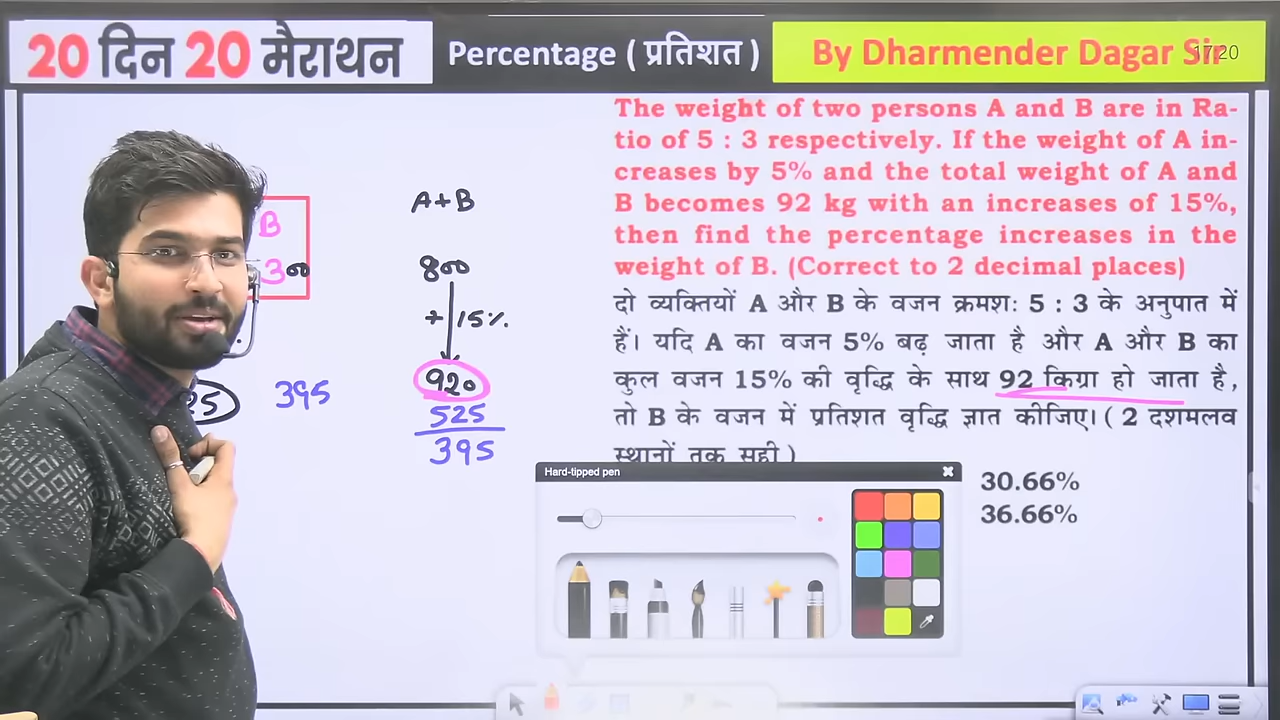 20 दिन 20 मैराथन
Percentage ( प्रतिशत )
By Dharmender Dagar Sir
17:20
The weight of two persons A and B are in Ra-
tio of 5 : 3 respectively. If the weight of A in-
creases by 5% and the total weight of A and
B becomes 92 kg with an increases of 15%,
then find the percentage increases in the
weight of B. (Correct to 2 decimal places)
दो व्यक्तियों A और B के वजन क्रमश: 5 : 3 के अनुपात में
हैं। यदि A का वजन 5% बढ़ जाता है और A और B का
कुल वजन 15% की वृद्धि के साथ 92 किग्रा हो जाता है,
तो B के वजन में प्रतिशत वृद्धि ज्ञात कीजिए। ( 2 दशमलव
स्थानों तक सही )
30.66%
36.66%
B
300
25
395
A+B
800
+ 15%
920
525
395
Hard-tipped pen